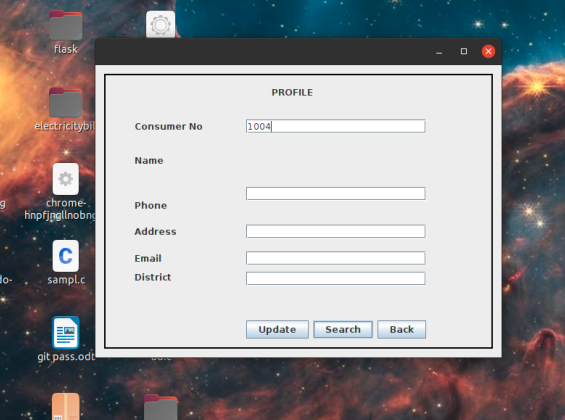 flask
PROFILE
electricitybil
Consumer No 1004
Name
chrome-
hnpfjngllnobng
g
Phone
Address
Email
District
do-
sampl.c
Update Search Back
git pass.odt